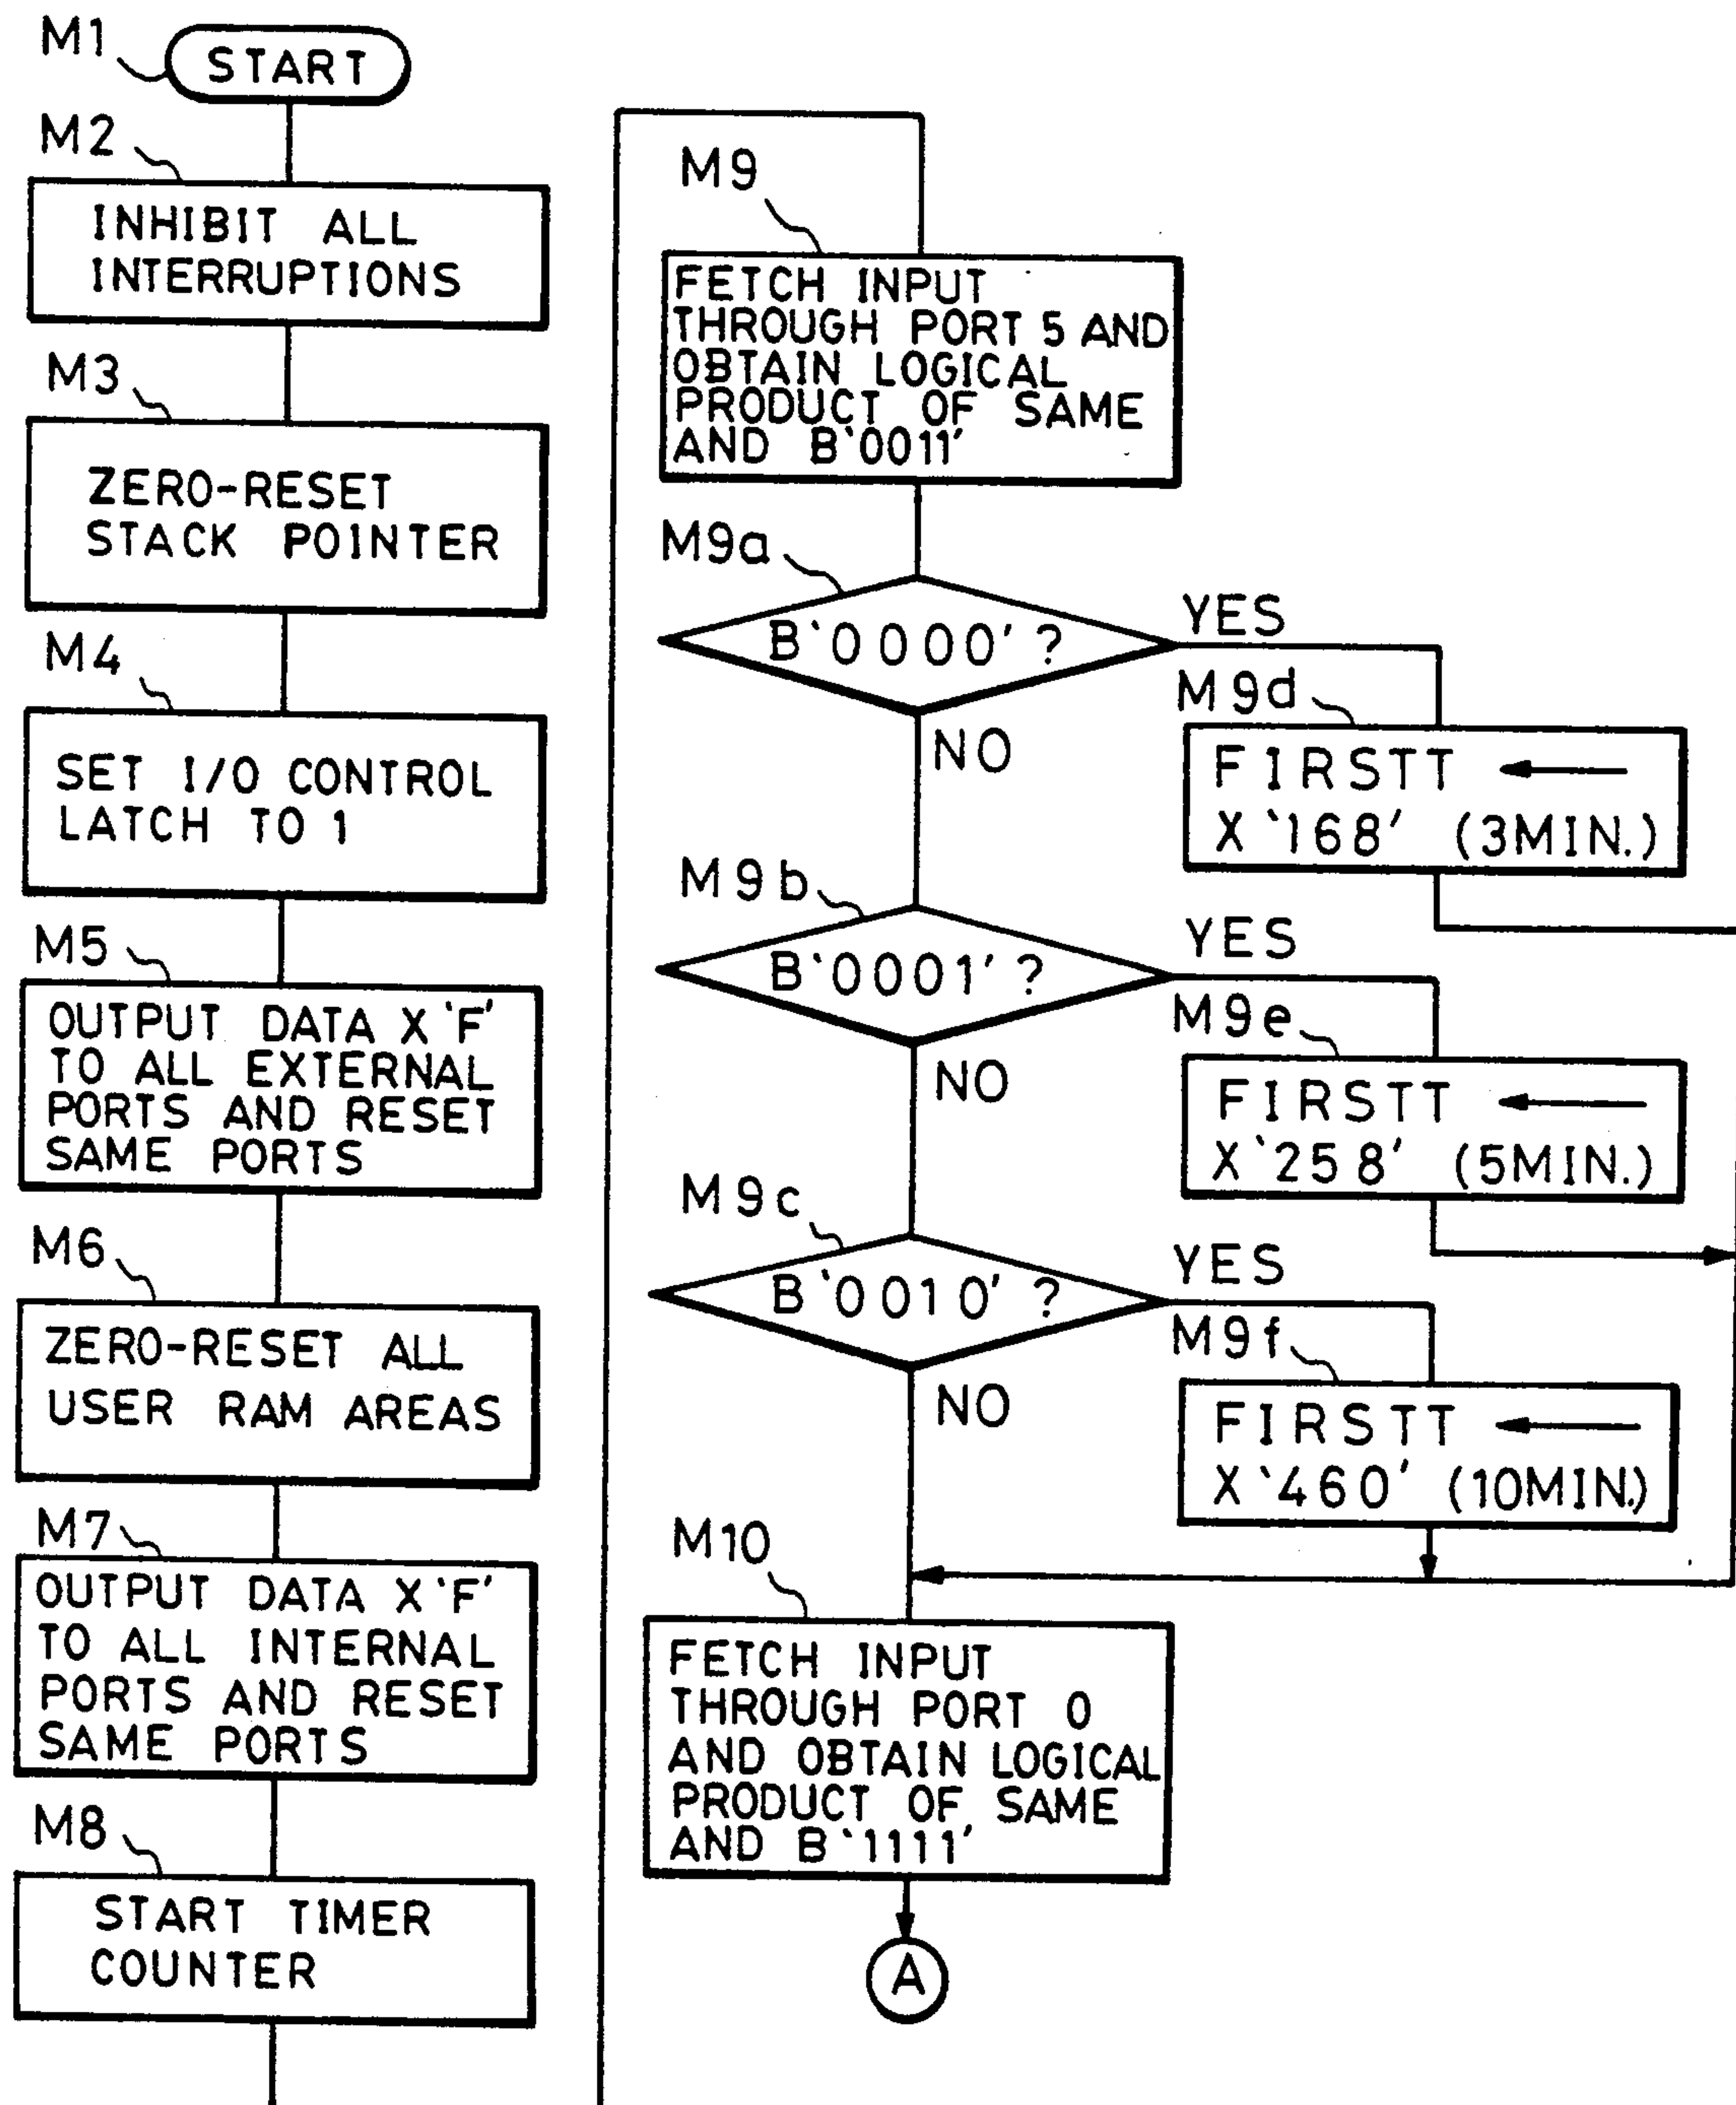 M1
START
M2
INHIBIT ALL
INTERRUPTIONS
M3
ZERO-RESET
STACK POINTER
M4
SET I/O CONTROL
LATCH TO 1
M5
OUTPUT DATA X‘F’
TO ALL EXTERNAL
PORTS AND RESET
SAME PORTS
M6
ZERO-RESET ALL
USER RAM AREAS
M7
OUTPUT DATA X‘F’
TO ALL INTERNAL
PORTS AND RESET
SAME PORTS
M8
START TIMER
COUNTER
M9
FETCH INPUT
THROUGH PORT 5 AND
OBTAIN LOGICAL
PRODUCT OF SAME
AND B‘0011’
M9a
B‘0000’?
YES
NO
M9d
FIRSTT ←
X‘168’ (3MIN.)
M9b
B‘0001’?
YES
NO
M9e
FIRSTT ←
X‘258’ (5MIN.)
M9c
B‘0010’?
YES
NO
M9f
FIRSTT ←
X‘460’ (10MIN.)
M10
FETCH INPUT
THROUGH PORT 0
AND OBTAIN LOGICAL
PRODUCT OF SAME
AND B‘1111’
A